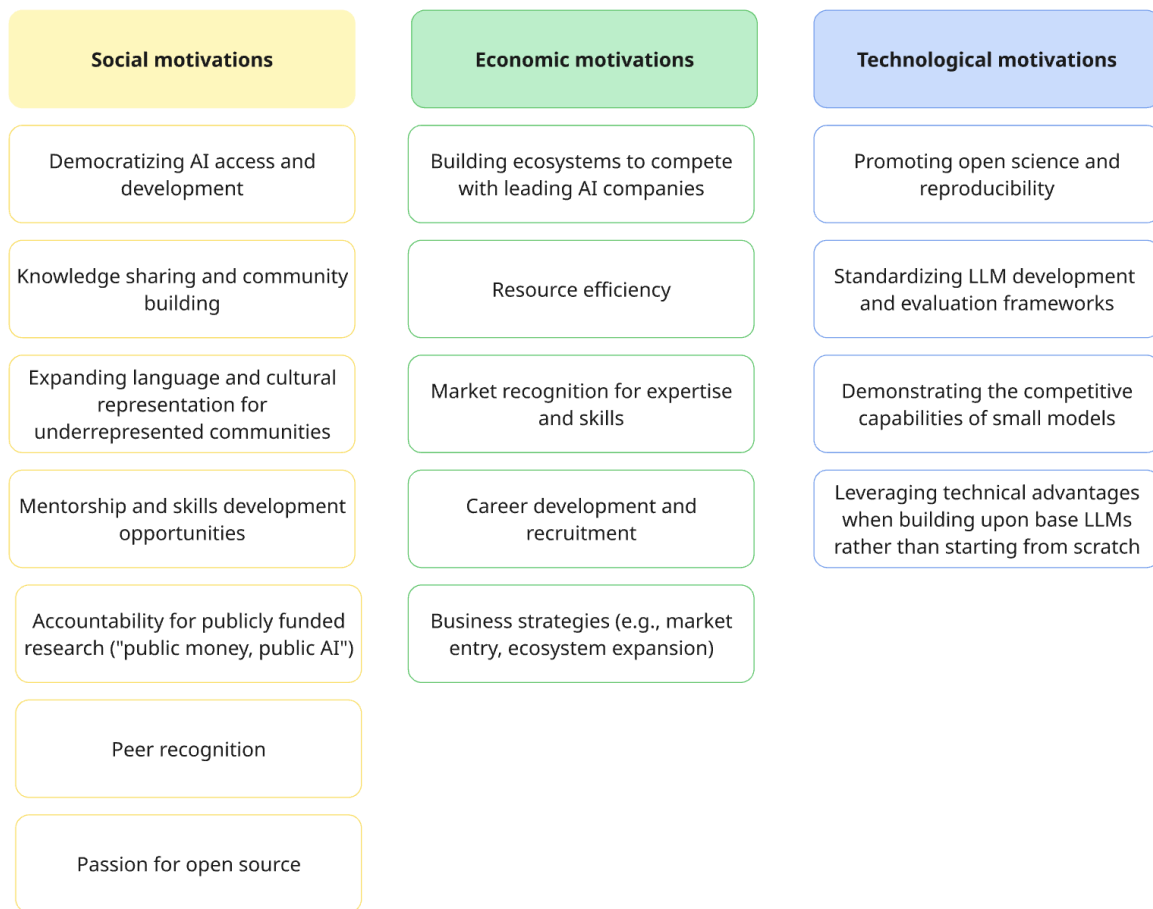 Social motivations
Democratizing AI access and
development
Knowledge sharing and community
building
Expanding language and cultural
representation for
underrepresented communities
Mentorship and skills development
opportunities
Accountability for publicly funded
research ("public money, public AI")
Peer recognition
Passion for open source
Economic motivations
Building ecosystems to compete
with leading AI companies
Resource efficiency
Market recognition for expertise
and skills
Career development and
recruitment
Business strategies (e.g., market
entry, ecosystem expansion)
Technological motivations
Promoting open science and
reproducibility
Standardizing LLM development
and evaluation frameworks
Demonstrating the competitive
capabilities of small models
Leveraging technical advantages
when building upon base LLMs
rather than starting from scratch